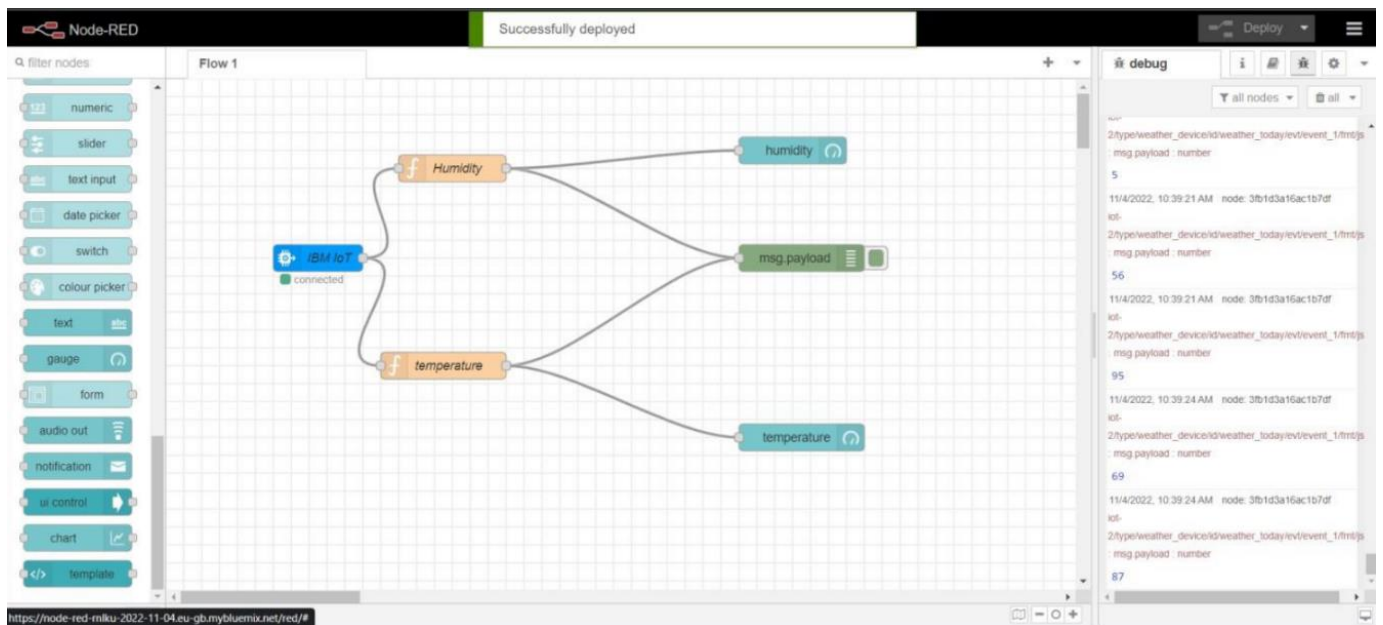 Node-RED
Successfully deployed
Deploy
filter nodes
Flow 1
debug
i
all nodes
all
123 numeric
slider
abc text input
date picker
switch
colour picker
text abc
gauge
form
audio out
notification
ui control
chart
</> template
f Humidity
humidity
IBM IoT
connected
msg.payload
f temperature
temperature
iot-
2/type/weather_device/id/weather_today/evt/event_1/fmt/js
: msg.payload : number
5
11/4/2022, 10:39:21 AM node: 3fb1d3a16ac1b7df
iot-
2/type/weather_device/id/weather_today/evt/event_1/fmt/js
: msg.payload : number
56
11/4/2022, 10:39:21 AM node: 3fb1d3a16ac1b7df
iot-
2/type/weather_device/id/weather_today/evt/event_1/fmt/js
: msg.payload : number
95
11/4/2022, 10:39:24 AM node: 3fb1d3a16ac1b7df
iot-
2/type/weather_device/id/weather_today/evt/event_1/fmt/js
: msg.payload : number
69
11/4/2022, 10:39:24 AM node: 3fb1d3a16ac1b7df
iot-
2/type/weather_device/id/weather_today/evt/event_1/fmt/js
: msg.payload : number
87
https://node-red-rnlku-2022-11-04.eu-gb.mybluemix.net/red/#